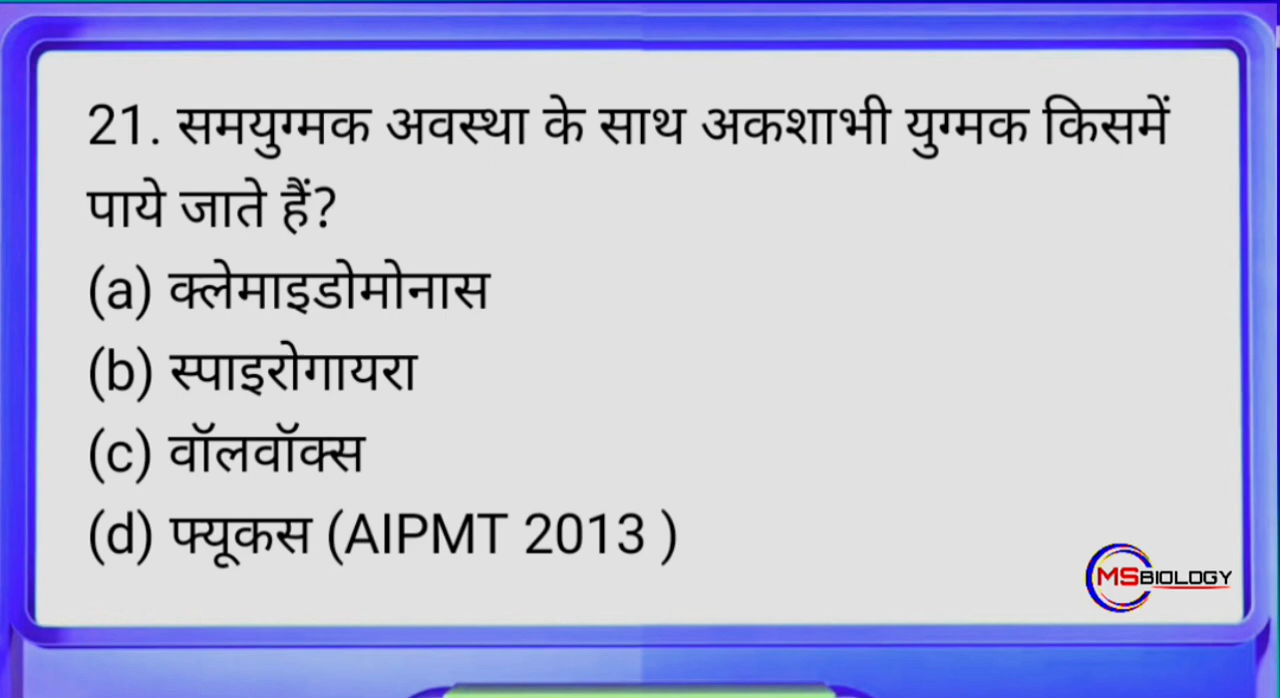 21. समयुग्मक अवस्था के साथ अकशाभी युग्मक किसमें
पाये जाते हैं?
(a) क्लेमाइडोमोनास
(b) स्पाइरोगायरा
(c) वॉलवॉक्स
(d) फ्यूकस (AIPMT 2013 )
MSBIOLOGY